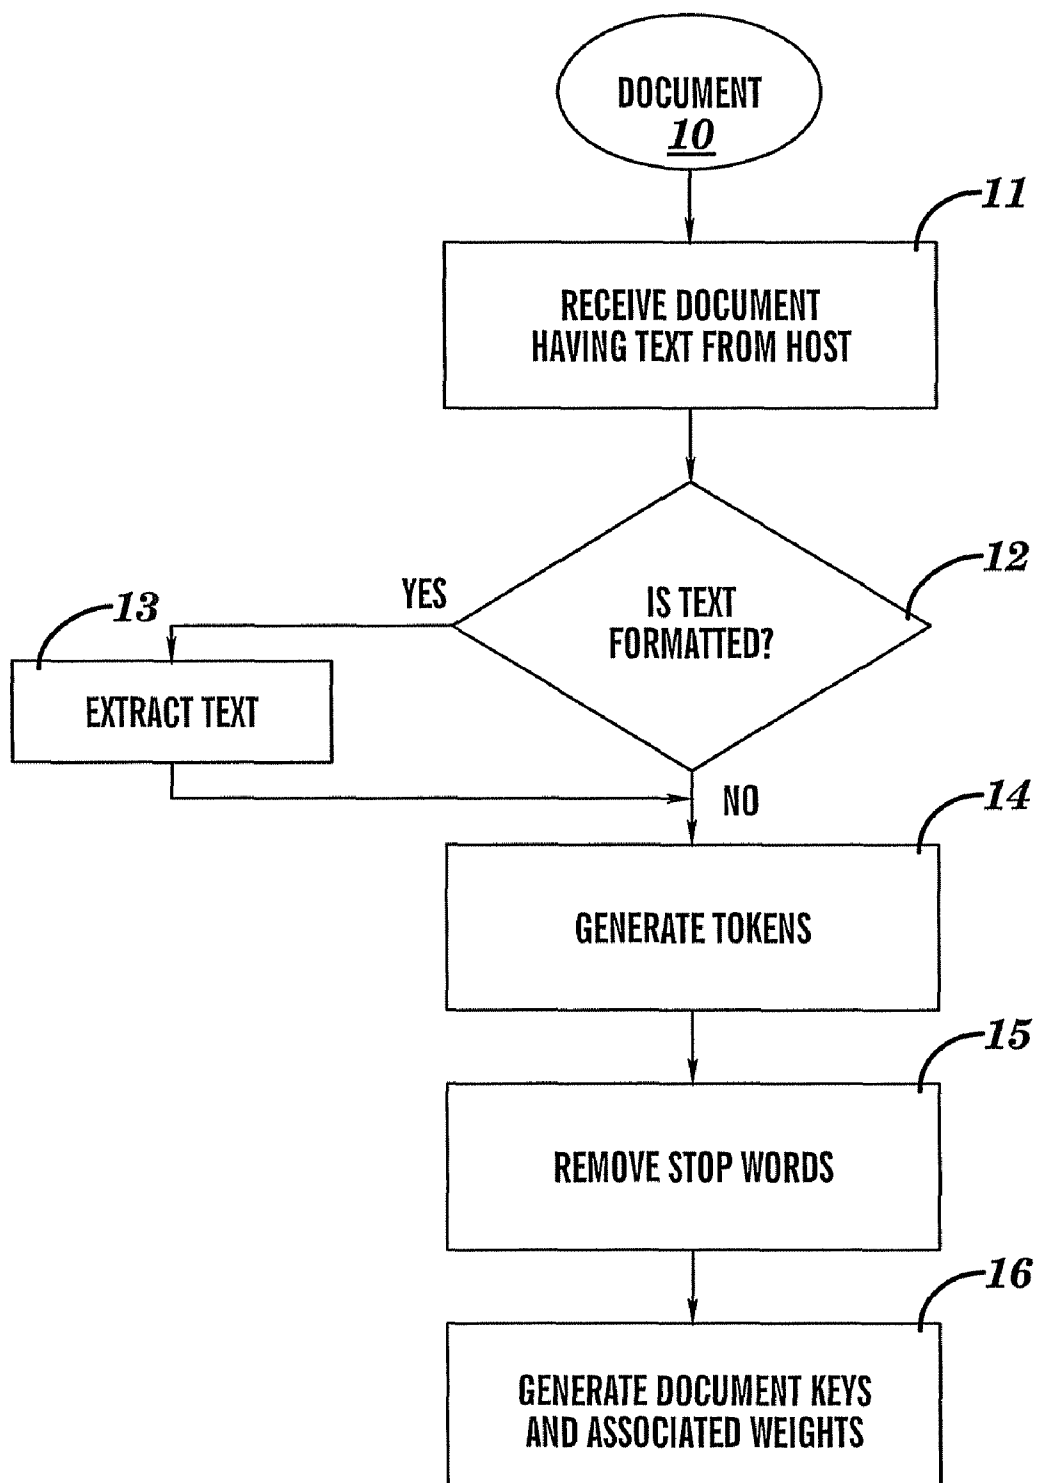 DOCUMENT
10
11
RECEIVE DOCUMENT
HAVING TEXT FROM HOST
12
YES
IS TEXT
FORMATTED?
13
EXTRACT TEXT
NO
14
GENERATE TOKENS
15
REMOVE STOP WORDS
16
GENERATE DOCUMENT KEYS
AND ASSOCIATED WEIGHTS